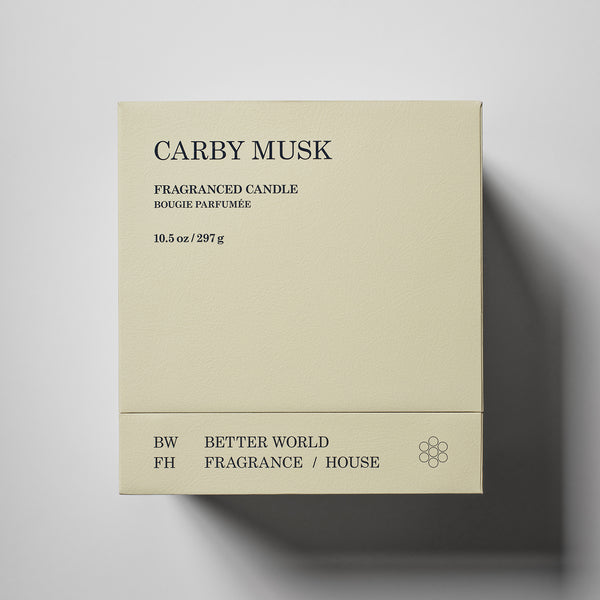 CARBY MUSK
FRAGRANCED CANDLE
BOUGIE PARFUMÉE
10.5 oz / 297 g
BW BETTER WORLD
FH FRAGRANCE / HOUSE